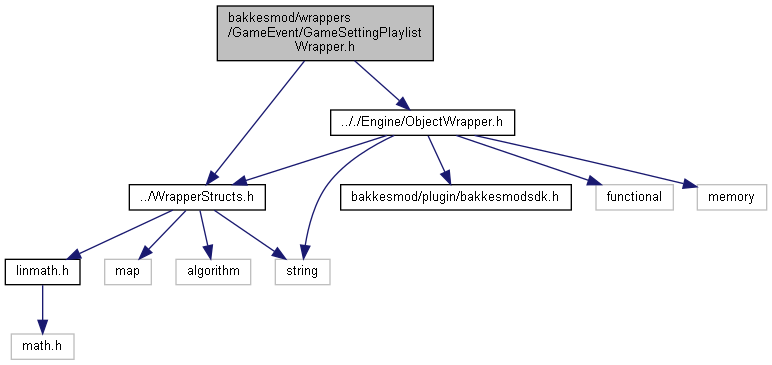 bakkesmod/wrappers
/GameEvent/GameSettingPlaylist
Wrapper.h
.././Engine/ObjectWrapper.h
../WrapperStructs.h
bakkesmod/plugin/bakkesmodsdk.h
functional
memory
linmath.h
map
algorithm
string
math.h